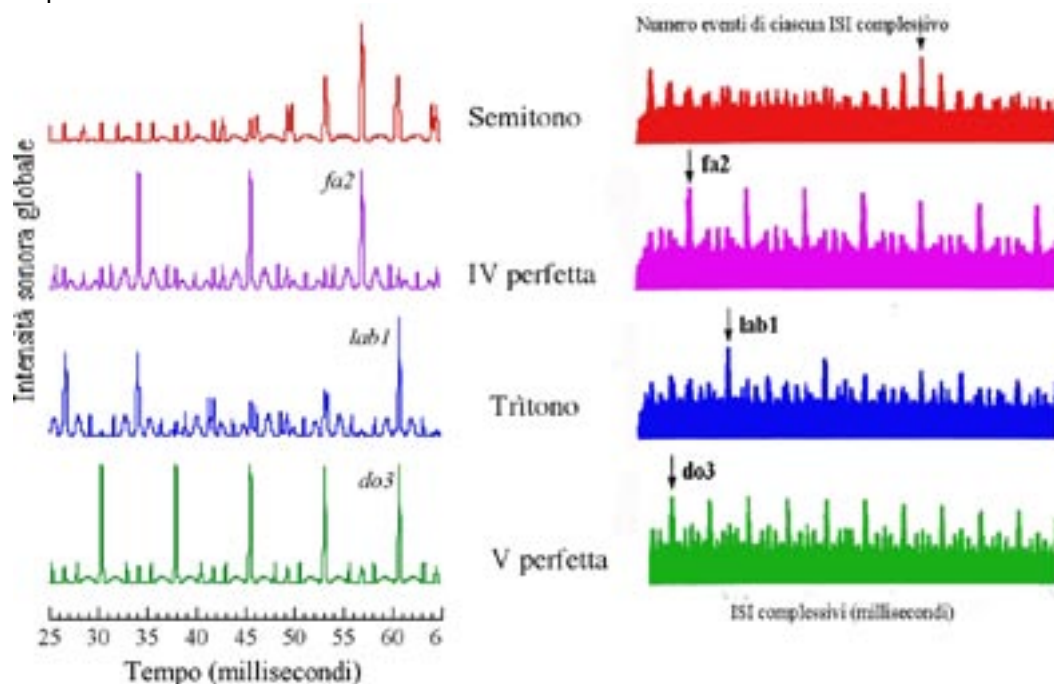 Numero eventi di ciascun ISI complessivo
Intensità sonora globale
Semitono
fa2
fa2
IV perfetta
lab1
lab1
Trìtono
do3
do3
V perfetta
ISI complessivi (millisecondi)
25 30 35 40 45 50 55 60 6
Tempo (millisecondi)